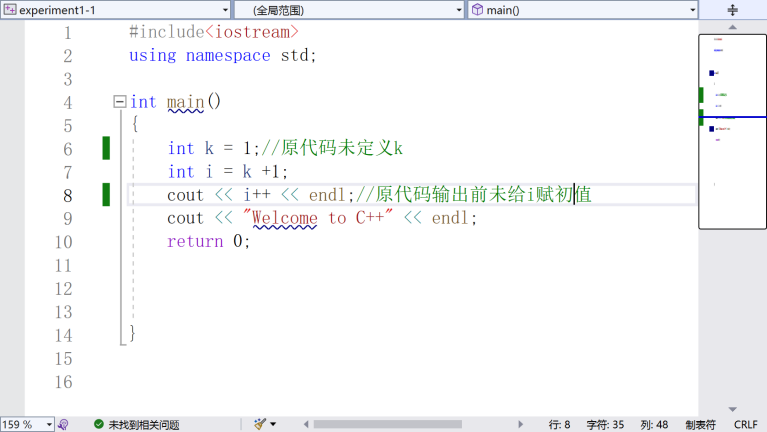 experiment1-1 (全局范围) main()
1 #include<iostream>
2 using namespace std;
3
4 int main()
5 {
6 int k = 1;//原代码未定义k
7 int i = k +1;
8 cout << i++ << endl;//原代码输出前未给i赋初值
9 cout << "Welcome to C++" << endl;
10 return 0;
11
12
13
14 }
15
16
159 % 未找到相关问题 行: 8 字符: 35 列: 48 制表符 CRLF